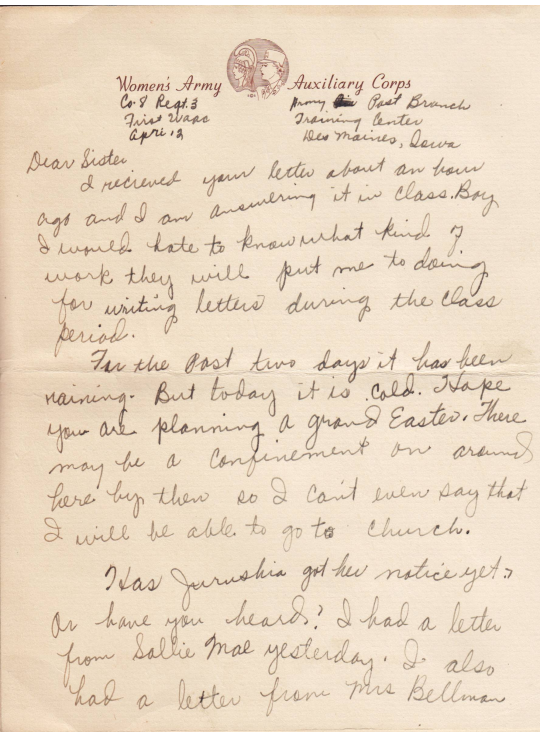 Women's Army Auxiliary Corps
Co. 8 Regt. 3 Army Post Branch
First Waac Training Center
April 12 Des Moines, Iowa
Dear Sister
I recieved your letter about an hour
ago and I am answering it in class. Boy
I would hate to know what kind of
work they will put me to doing
for writing letters during the class
period.
For the past two days it has been
raining. But today it is cold. Hope
you are planning a grand Easter. There
may be a confinement on around
here by then so I can't even say that
I will be able to go to church.
Has Jurushia got her notice yet?
Or have you heard? I had a letter
from Sallie Mae yesterday. I also
had a letter from Mrs Bellman